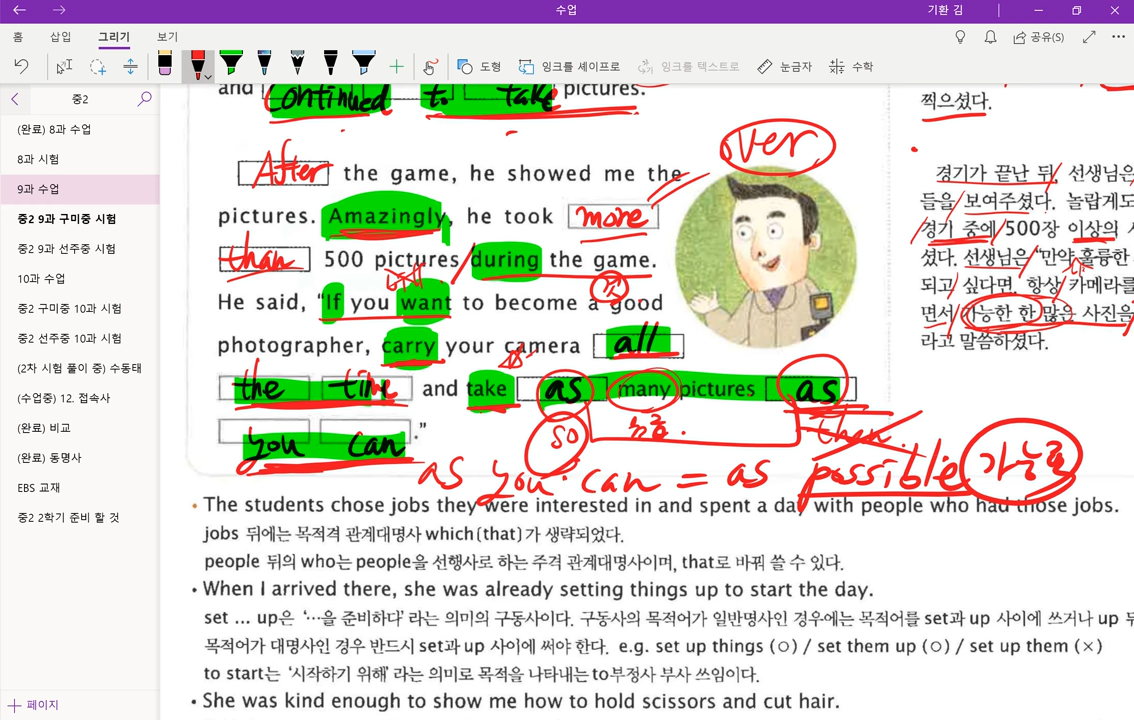 수업
기환 김
홈 삽입 그리기 보기
도형 잉크를 셰이프로 잉크를 텍스트로 눈금자 수학 공유(S)
중2
(완료) 8과 수업
8과 시험
9과 수업
중2 9과 구미중 시험
중2 9과 선주중 시험
10과 수업
중2 구미중 10과 시험
중2 선주중 10과 시험
(2차 시험 풀이 중) 수동태
(수업중) 12. 접속사
(완료) 비교
(완료) 동명사
EBS 교재
중2 2학기 준비 할 것
페이지
and continued to take pictures.
over
After the game, he showed me the
pictures. Amazingly, he took more
than 500 pictures / during the game.
He said, "If you want to become a good
photographer, carry your camera all
the time and take as many pictures as
you can."
so
than
as you can = as possible 가능
찍으셨다.
경기가 끝난 뒤, 선생님은
들을 보여주셨다. 놀랍게도
경기 중에 500장 이상의 사
셨다. 선생님은 "만약 훌륭한
되고 싶다면, 항상 카메라를
면서 가능한 한 많은 사진을
라고 말씀하셨다.
• The students chose jobs they were interested in and spent a day with people who had those jobs.
jobs 뒤에는 목적격 관계대명사 which(that)가 생략되었다.
people 뒤의 who는 people을 선행사로 하는 주격 관계대명사이며, that로 바꿔 쓸 수 있다.
• When I arrived there, she was already setting things up to start the day.
set ... up은 '…을 준비하다' 라는 의미의 구동사이다. 구동사의 목적어가 일반명사인 경우에는 목적어를 set과 up 사이에 쓰거나 up 뒤
목적어가 대명사인 경우 반드시 set과 up 사이에 써야 한다. e.g. set up things (○) / set them up (○) / set up them (×)
to start는 '시작하기 위해' 라는 의미로 목적을 나타내는 to부정사 부사 쓰임이다.
• She was kind enough to show me how to hold scissors and cut hair.